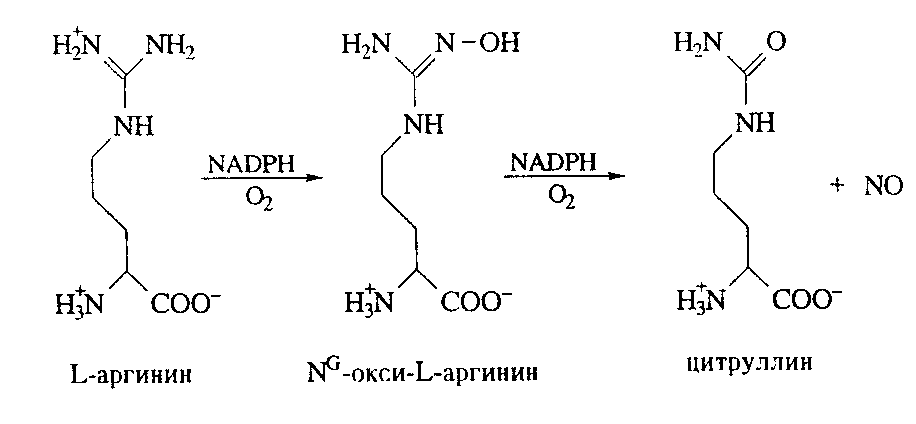 H₂N⁺ NH₂ H₂N N–OH H₂N O
NH NH NH
NADPH NADPH
O₂ O₂ + NO
H₃N⁺ COO⁻ H₃N⁺ COO⁻ H₃N⁺ COO⁻
L-аргинин Nᴳ-окси-L-аргинин цитруллин